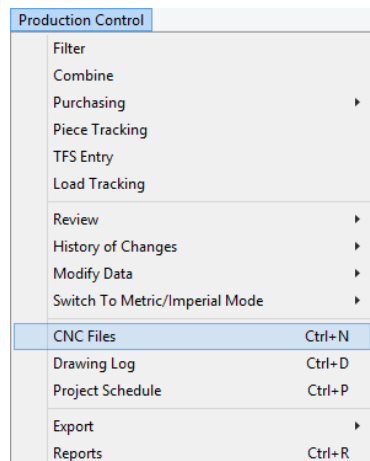 Production Control
Filter
Combine
Purchasing
Piece Tracking
TFS Entry
Load Tracking
Review
History of Changes
Modify Data
Switch To Metric/Imperial Mode
CNC Files Ctrl+N
Drawing Log Ctrl+D
Project Schedule Ctrl+P
Export
Reports Ctrl+R